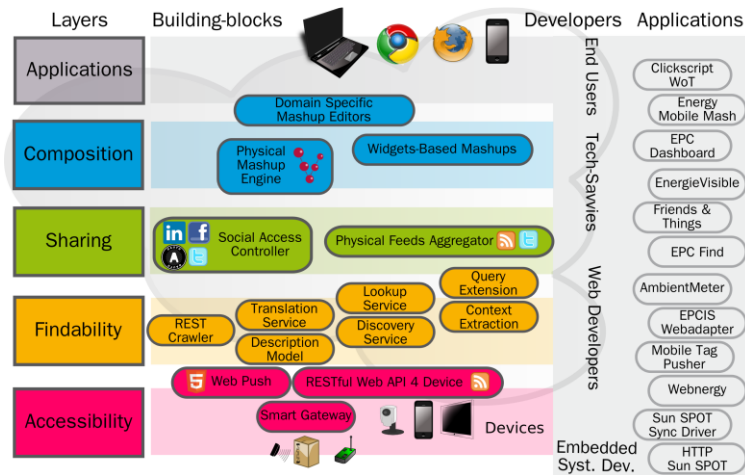 Layers
Building-blocks
Developers
Applications
Applications
Composition
Sharing
Findability
Accessibility
Domain Specific
Mashup Editors
Physical
Mashup
Engine
Widgets-Based Mashups
in
f
A
t
Social Access
Controller
Physical Feeds Aggregator
t
Query
Extension
Lookup
Service
Translation
Service
Context
Extraction
REST
Crawler
Discovery
Service
Description
Model
5
Web Push
RESTful Web API 4 Device
Smart Gateway
Devices
End Users
Tech-Savvies
Web Developers
Embedded
Syst. Dev.
Clickscript
WoT
Energy
Mobile Mash
EPC
Dashboard
EnergieVisible
Friends &
Things
EPC Find
AmbientMeter
EPCIS
Webadapter
Mobile Tag
Pusher
Webnergy
Sun SPOT
Sync Driver
HTTP
Sun SPOT